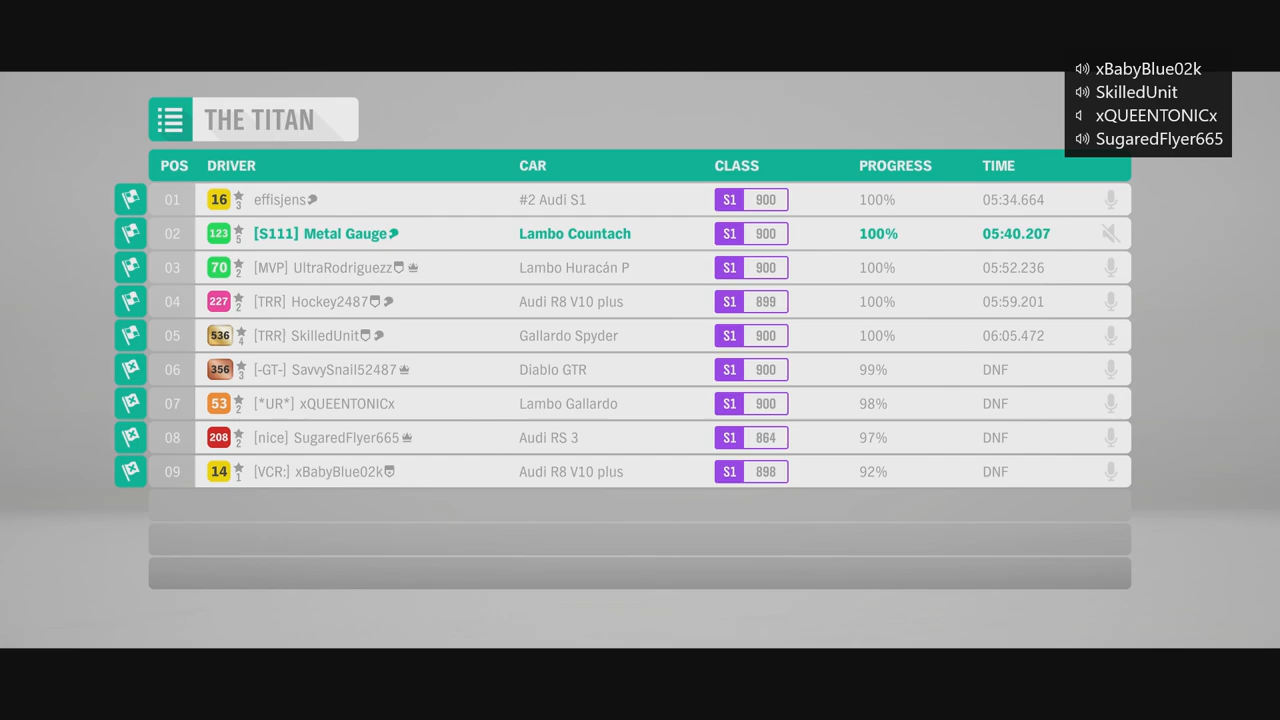 xBabyBlue02k
SkilledUnit
xQUEENTONICx
SugaredFlyer665
THE TITAN
POS DRIVER CAR CLASS PROGRESS TIME
01 16 3 effisjens #2 Audi S1 S1 900 100% 05:34.664
02 123 5 [S111] Metal Gauge Lambo Countach S1 900 100% 05:40.207
03 70 2 [MVP] UltraRodriguezz Lambo Huracán P S1 900 100% 05:52.236
04 227 2 [TRR] Hockey2487 Audi R8 V10 plus S1 899 100% 05:59.201
05 536 4 [TRR] SkilledUnit Gallardo Spyder S1 900 100% 06:05.472
06 356 3 [-GT-] SavvySnail52487 Diablo GTR S1 900 99% DNF
07 53 2 [*UR*] xQUEENTONICx Lambo Gallardo S1 900 98% DNF
08 208 2 [nice] SugaredFlyer665 Audi RS 3 S1 864 97% DNF
09 14 1 [VCR:] xBabyBlue02k Audi R8 V10 plus S1 898 92% DNF